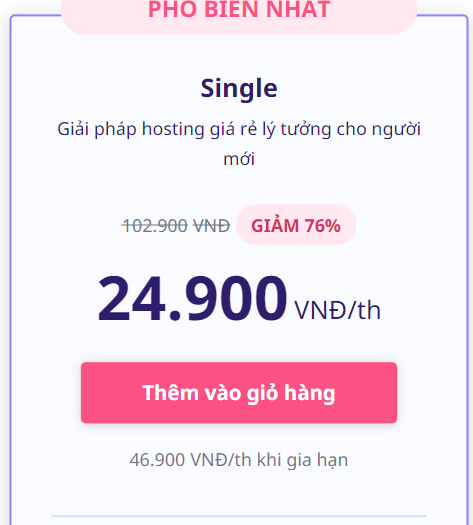 PHỔ BIẾN NHẤT
Single
Giải pháp hosting giá rẻ lý tưởng cho người
mới
102.900 VNĐ GIẢM 76%
24.900 VNĐ/th
Thêm vào giỏ hàng
46.900 VNĐ/th khi gia hạn